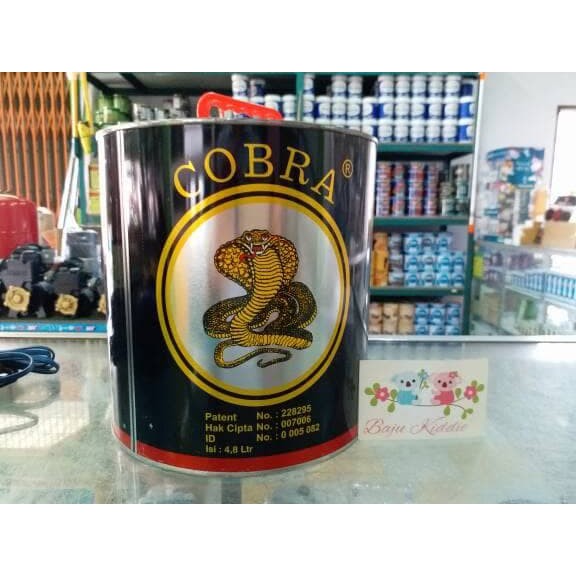 COBRA ®
Patent No. : 228295
Hak Cipta No. : 007006
ID No. : 0 005 082
Isi : 4,8 Ltr
Baju Kiddie